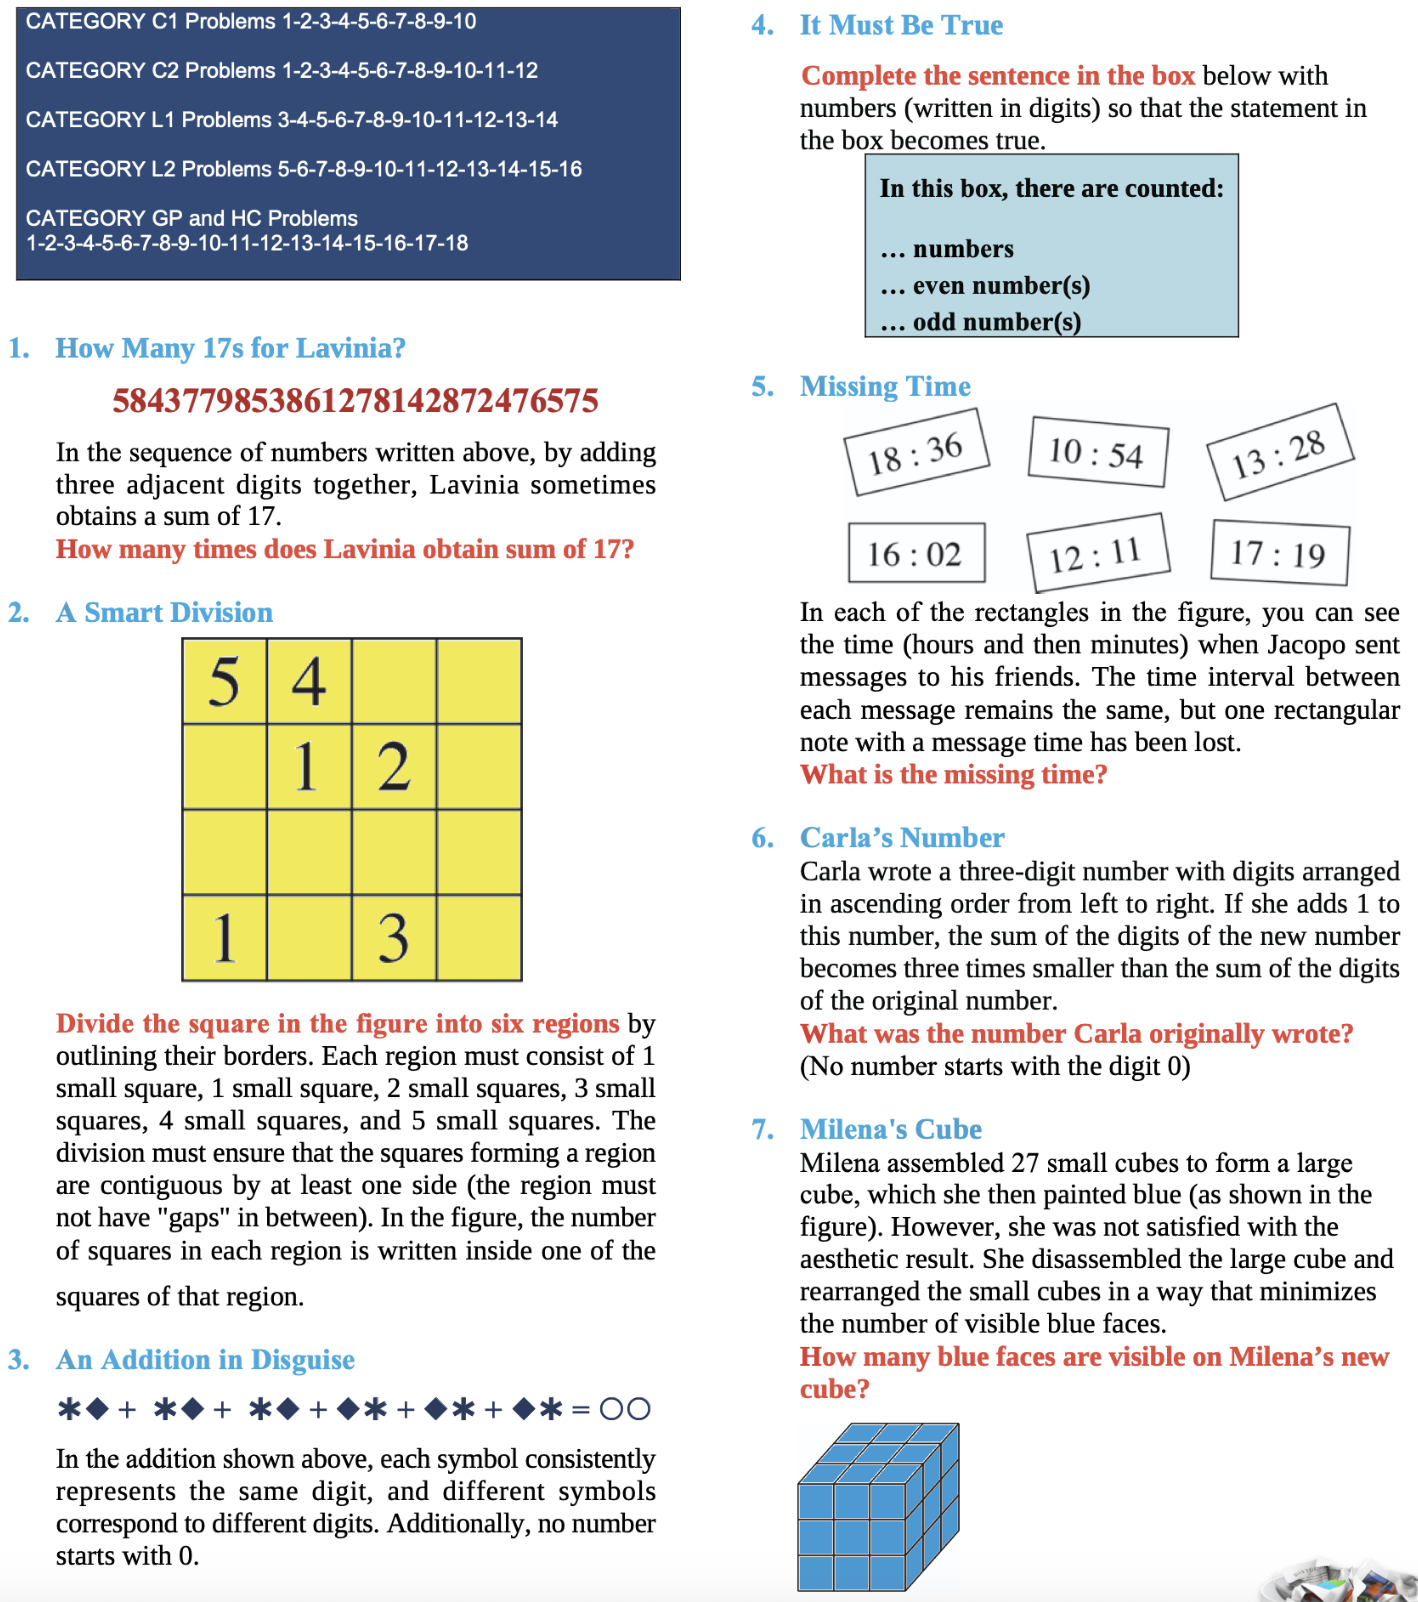 CATEGORY C1 Problems 1-2-3-4-5-6-7-8-9-10
CATEGORY C2 Problems 1-2-3-4-5-6-7-8-9-10-11-12
CATEGORY L1 Problems 3-4-5-6-7-8-9-10-11-12-13-14
CATEGORY L2 Problems 5-6-7-8-9-10-11-12-13-14-15-16
CATEGORY GP and HC Problems
1-2-3-4-5-6-7-8-9-10-11-12-13-14-15-16-17-18
1. How Many 17s for Lavinia?
5843779853861278142872476575
In the sequence of numbers written above, by adding
three adjacent digits together, Lavinia sometimes
obtains a sum of 17.
How many times does Lavinia obtain sum of 17?
2. A Smart Division
5 4
1 2
1 3
Divide the square in the figure into six regions by
outlining their borders. Each region must consist of 1
small square, 1 small square, 2 small squares, 3 small
squares, 4 small squares, and 5 small squares. The
division must ensure that the squares forming a region
are contiguous by at least one side (the region must
not have "gaps" in between). In the figure, the number
of squares in each region is written inside one of the
squares of that region.
3. An Addition in Disguise
*◆ + *◆ + *◆ + ◆* + ◆* + ◆* = ○○
In the addition shown above, each symbol consistently
represents the same digit, and different symbols
correspond to different digits. Additionally, no number
starts with 0.
4. It Must Be True
Complete the sentence in the box below with
numbers (written in digits) so that the statement in
the box becomes true.
In this box, there are counted:
… numbers
… even number(s)
… odd number(s)
5. Missing Time
18 : 36 10 : 54 13 : 28
16 : 02 12 : 11 17 : 19
In each of the rectangles in the figure, you can see
the time (hours and then minutes) when Jacopo sent
messages to his friends. The time interval between
each message remains the same, but one rectangular
note with a message time has been lost.
What is the missing time?
6. Carla’s Number
Carla wrote a three-digit number with digits arranged
in ascending order from left to right. If she adds 1 to
this number, the sum of the digits of the new number
becomes three times smaller than the sum of the digits
of the original number.
What was the number Carla originally wrote?
(No number starts with the digit 0)
7. Milena's Cube
Milena assembled 27 small cubes to form a large
cube, which she then painted blue (as shown in the
figure). However, she was not satisfied with the
aesthetic result. She disassembled the large cube and
rearranged the small cubes in a way that minimizes
the number of visible blue faces.
How many blue faces are visible on Milena’s new
cube?